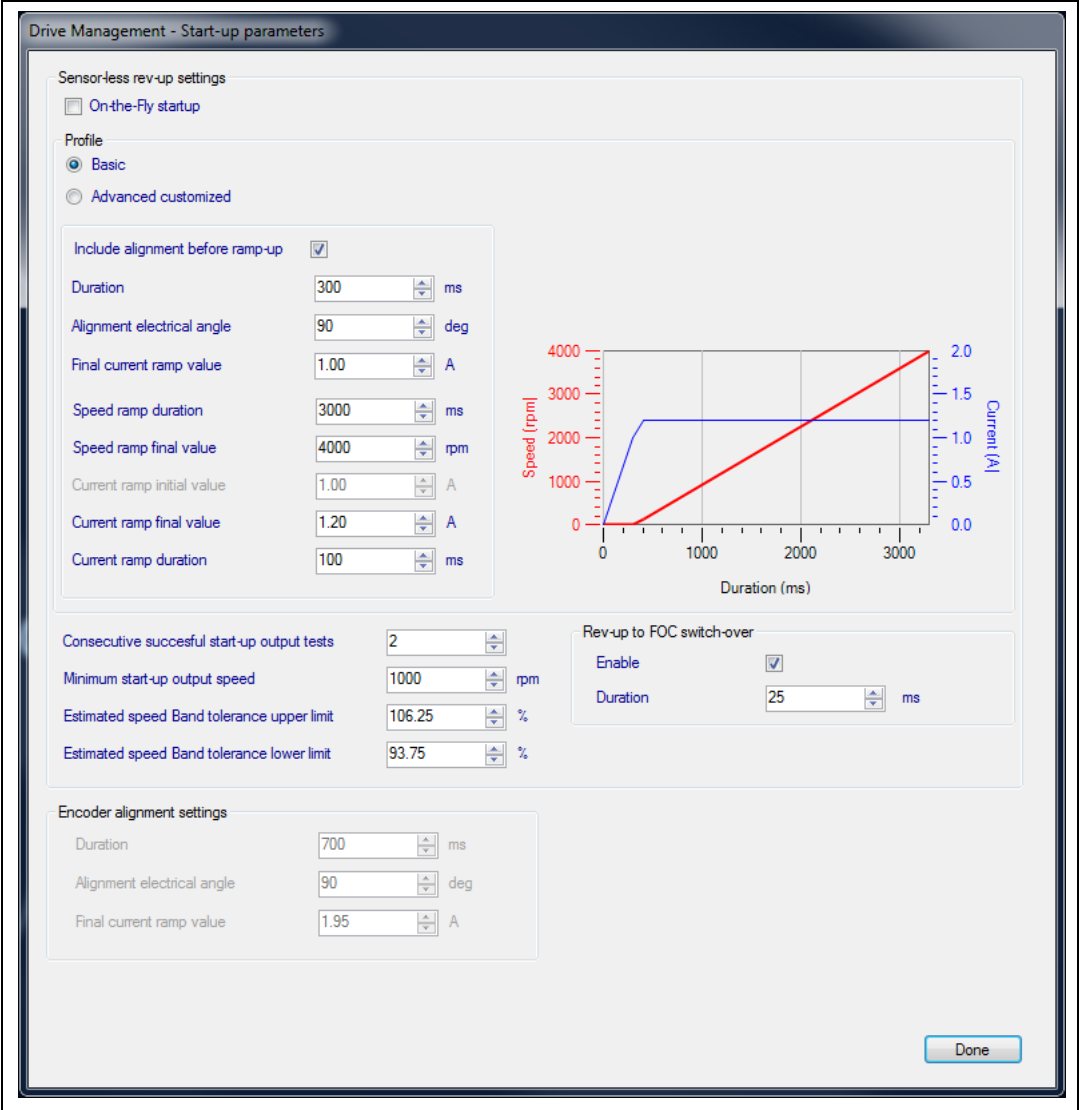 Drive Management - Start-up parameters
Sensor-less rev-up settings
On-the-Fly startup
Profile
Basic
Advanced customized
Include alignment before ramp-up
Duration 300 ms
Alignment electrical angle 90 deg
Final current ramp value 1.00 A
Speed ramp duration 3000 ms
Speed ramp final value 4000 rpm
Current ramp initial value 1.00 A
Current ramp final value 1.20 A
Current ramp duration 100 ms
4000 2.0
3000 1.5
2000 1.0
1000 0.5
0 0.0
Speed (rpm)
Current (A)
0 1000 2000 3000
Duration (ms)
Consecutive succesful start-up output tests 2
Minimum start-up output speed 1000 rpm
Estimated speed Band tolerance upper limit 106.25 %
Estimated speed Band tolerance lower limit 93.75 %
Rev-up to FOC switch-over
Enable
Duration 25 ms
Encoder alignment settings
Duration 700 ms
Alignment electrical angle 90 deg
Final current ramp value 1.95 A
Done